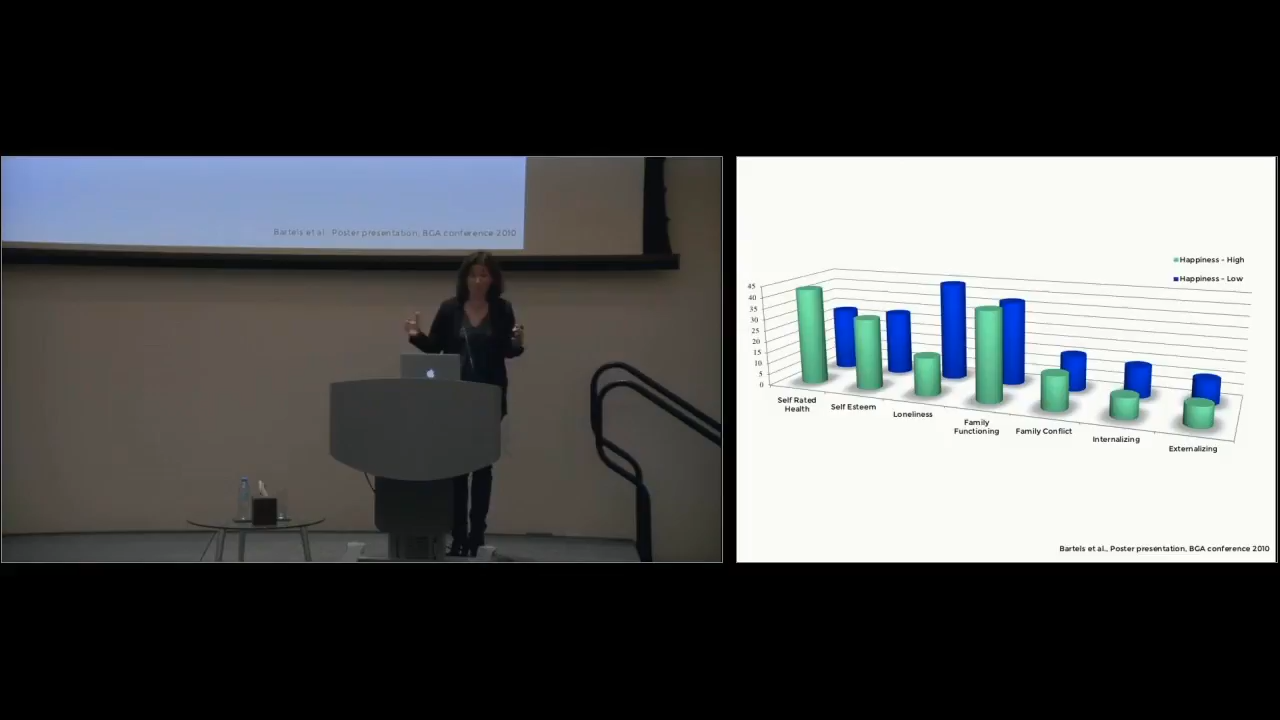 Bartels et al., Poster presentation, BGA conference 2010
Happiness - High
Happiness - Low
45
40
35
30
25
20
15
10
5
0
Self Rated
Health
Self Esteem
Loneliness
Family
Functioning
Family Conflict
Internalizing
Externalizing
Bartels et al., Poster presentation, BGA conference 2010